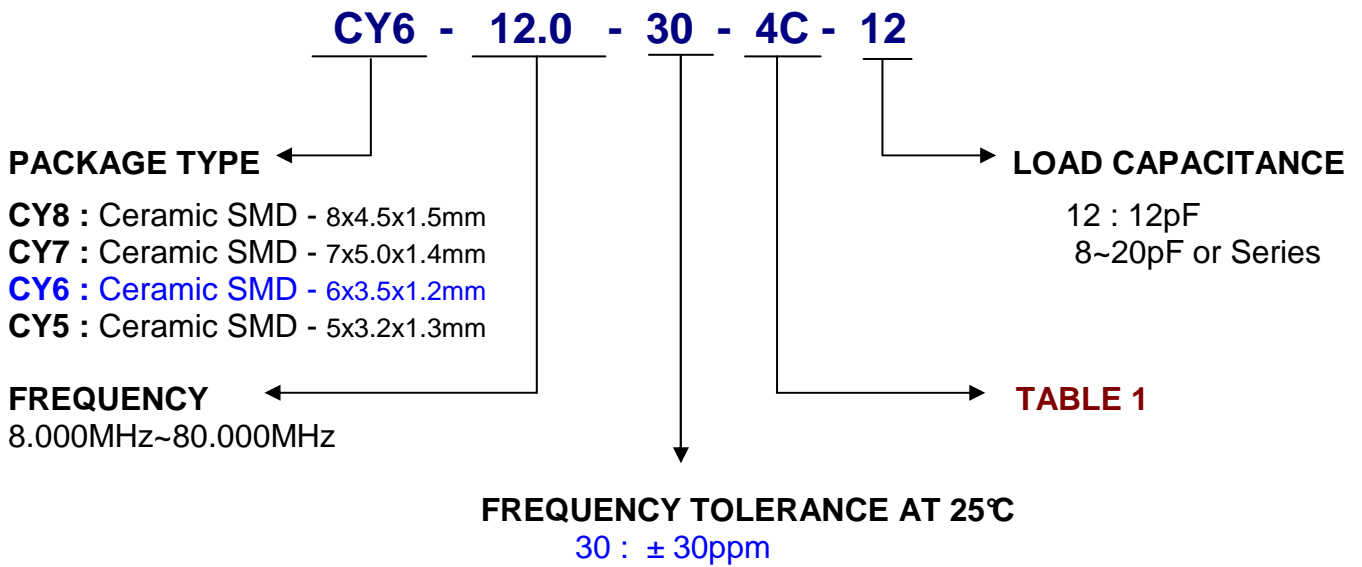 CY6 - 12.0 - 30 - 4C - 12
PACKAGE TYPE
CY8 : Ceramic SMD - 8x4.5x1.5mm
CY7 : Ceramic SMD - 7x5.0x1.4mm
CY6 : Ceramic SMD - 6x3.5x1.2mm
CY5 : Ceramic SMD - 5x3.2x1.3mm
LOAD CAPACITANCE
12 : 12pF
8~20pF or Series
FREQUENCY
8.000MHz~80.000MHz
TABLE 1
FREQUENCY TOLERANCE AT 25℃
30 : ± 30ppm